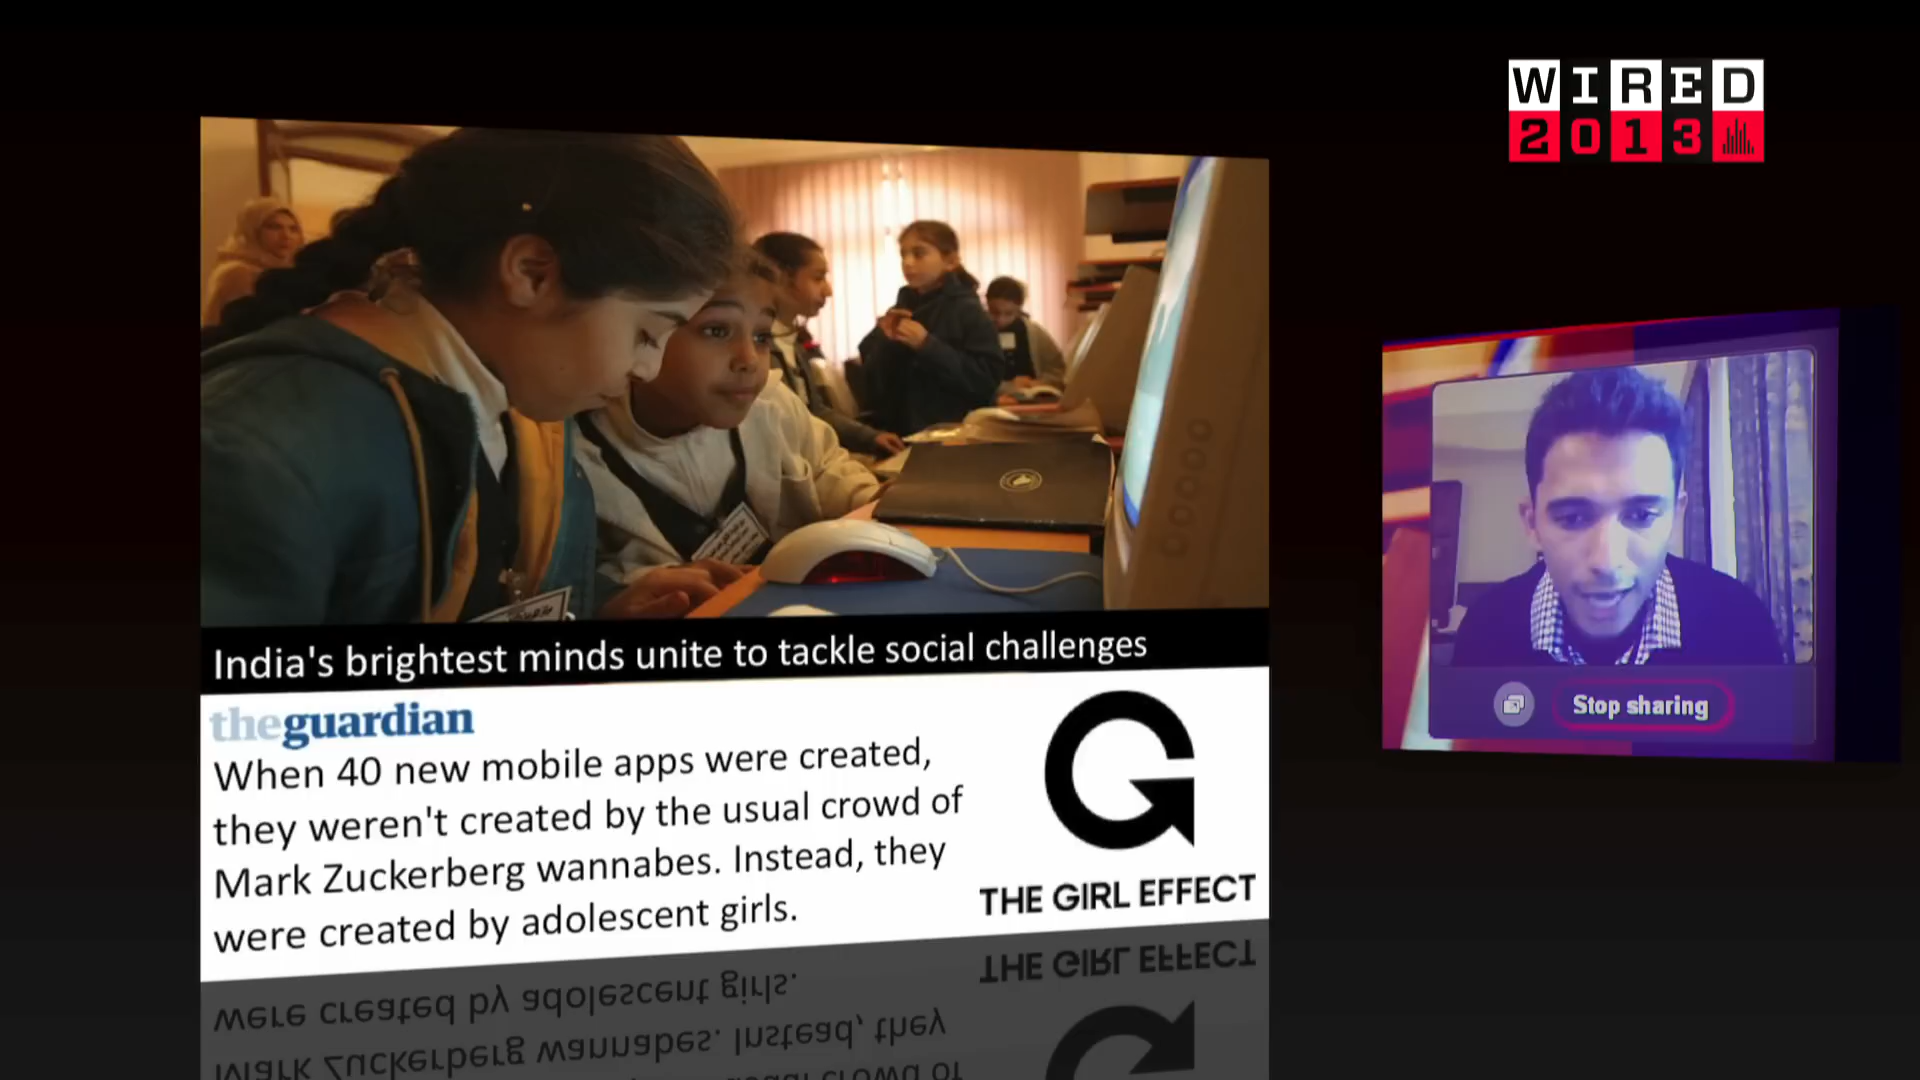 WIRED
2013
India's brightest minds unite to tackle social challenges
theguardian
When 40 new mobile apps were created,
they weren't created by the usual crowd of
Mark Zuckerberg wannabes. Instead, they
were created by adolescent girls.
THE GIRL EFFECT
Stop sharing